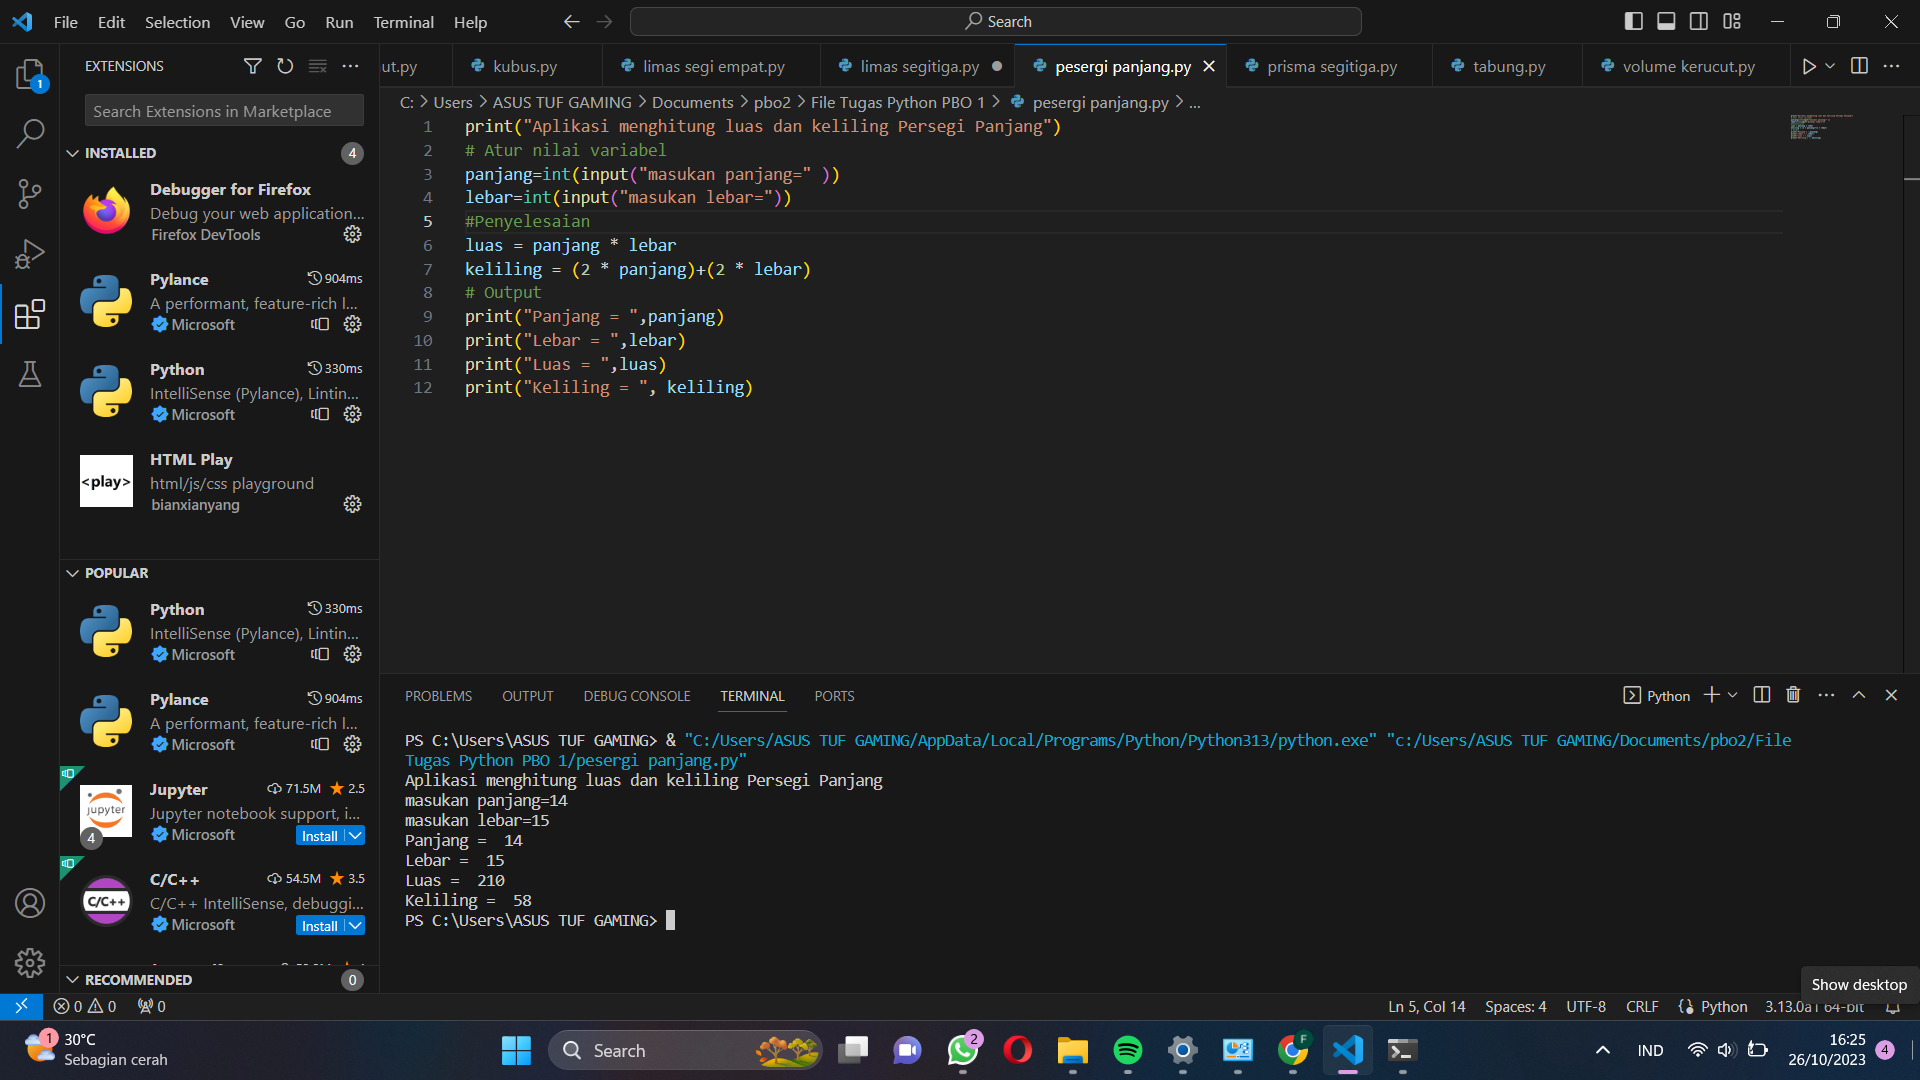 File Edit Selection View Go Run Terminal Help
Search
EXTENSIONS
Search Extensions in Marketplace
INSTALLED 4
Debugger for Firefox
Debug your web application...
Firefox DevTools
Pylance 904ms
A performant, feature-rich l...
Microsoft
Python 330ms
IntelliSense (Pylance), Lintin...
Microsoft
<play>
HTML Play
html/js/css playground
bianxianyang
POPULAR
Python 330ms
IntelliSense (Pylance), Lintin...
Microsoft
Pylance 904ms
A performant, feature-rich l...
Microsoft
jupyter
4
Jupyter 71.5M 2.5
Jupyter notebook support, i...
Microsoft Install
C/C++
C/C++ 54.5M 3.5
C/C++ IntelliSense, debuggi...
Microsoft Install
RECOMMENDED 0
1
ut.py kubus.py limas segi empat.py limas segitiga.py pesergi panjang.py prisma segitiga.py tabung.py volume kerucut.py
C: > Users > ASUS TUF GAMING > Documents > pbo2 > File Tugas Python PBO 1 > pesergi panjang.py > ...
1 print("Aplikasi menghitung luas dan keliling Persegi Panjang")
2 # Atur nilai variabel
3 panjang=int(input("masukan panjang=" ))
4 lebar=int(input("masukan lebar="))
5 #Penyelesaian
6 luas = panjang * lebar
7 keliling = (2 * panjang)+(2 * lebar)
8 # Output
9 print("Panjang = ",panjang)
10 print("Lebar = ",lebar)
11 print("Luas = ",luas)
12 print("Keliling = ", keliling)
PROBLEMS OUTPUT DEBUG CONSOLE TERMINAL PORTS
Python
PS C:\Users\ASUS TUF GAMING> & "C:/Users/ASUS TUF GAMING/AppData/Local/Programs/Python/Python313/python.exe" "c:/Users/ASUS TUF GAMING/Documents/pbo2/File
Tugas Python PBO 1/pesergi panjang.py"
Aplikasi menghitung luas dan keliling Persegi Panjang
masukan panjang=14
masukan lebar=15
Panjang =  14
Lebar =  15
Luas =  210
Keliling =  58
PS C:\Users\ASUS TUF GAMING>
Show desktop
0 0 0
Ln 5, Col 14 Spaces: 4 UTF-8 CRLF Python 3.13.0a1 64-bit
1
30°C
Sebagian cerah
Search
2
F
IND
16:25
26/10/2023
4